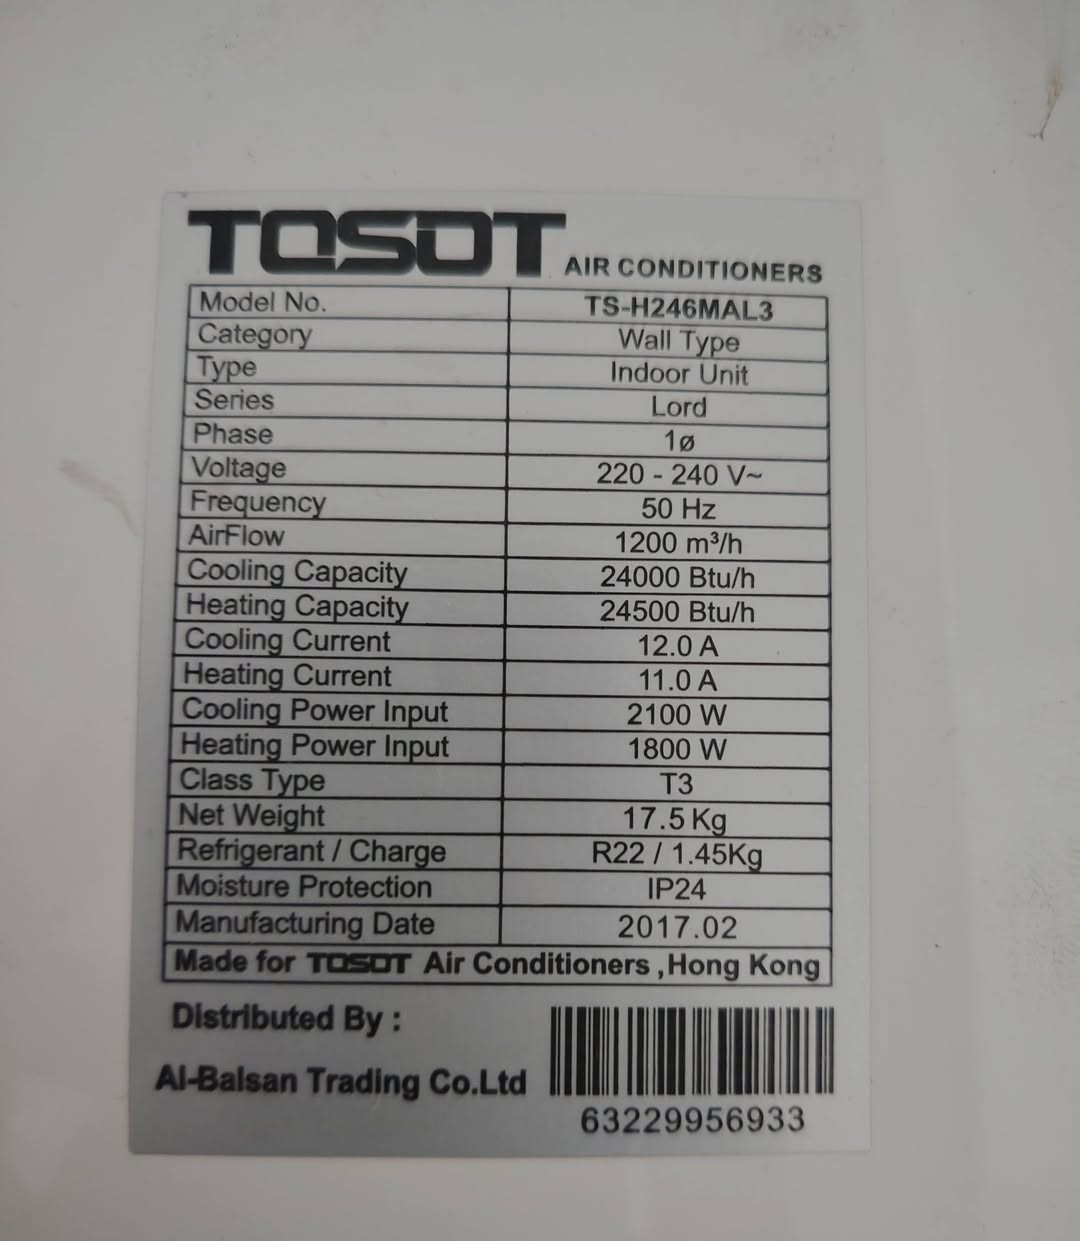 TOSOT AIR CONDITIONERS
Model No. TS-H246MAL3
Category Wall Type
Type Indoor Unit
Series Lord
Phase 1ø
Voltage 220 - 240 V~
Frequency 50 Hz
AirFlow 1200 m³/h
Cooling Capacity 24000 Btu/h
Heating Capacity 24500 Btu/h
Cooling Current 12.0 A
Heating Current 11.0 A
Cooling Power Input 2100 W
Heating Power Input 1800 W
Class Type T3
Net Weight 17.5 Kg
Refrigerant / Charge R22 / 1.45Kg
Moisture Protection IP24
Manufacturing Date 2017.02
Made for TOSOT Air Conditioners ,Hong Kong
Distributed By :
Al-Balsan Trading Co.Ltd
63229956933